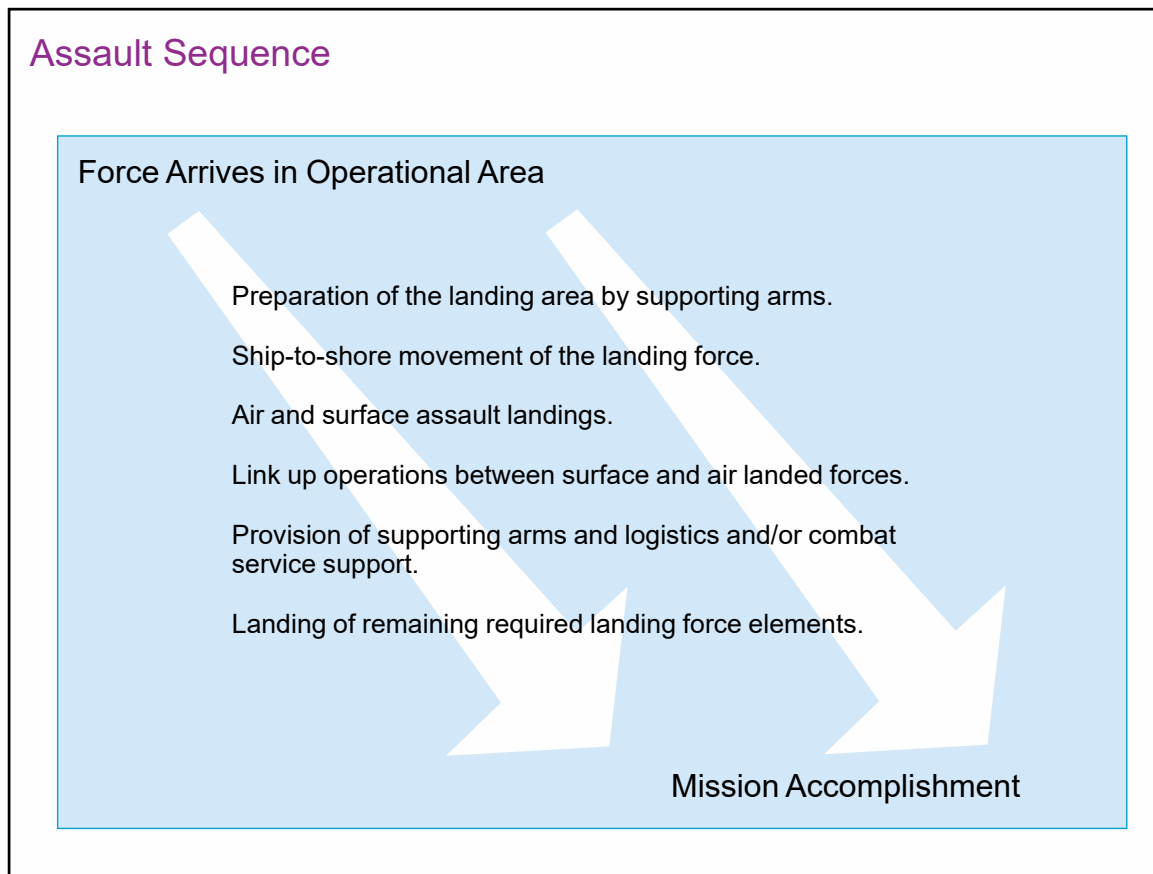 Assault Sequence
Force Arrives in Operational Area
Preparation of the landing area by supporting arms.
Ship-to-shore movement of the landing force.
Air and surface assault landings.
Link up operations between surface and air landed forces.
Provision of supporting arms and logistics and/or combat
service support.
Landing of remaining required landing force elements.
Mission Accomplishment